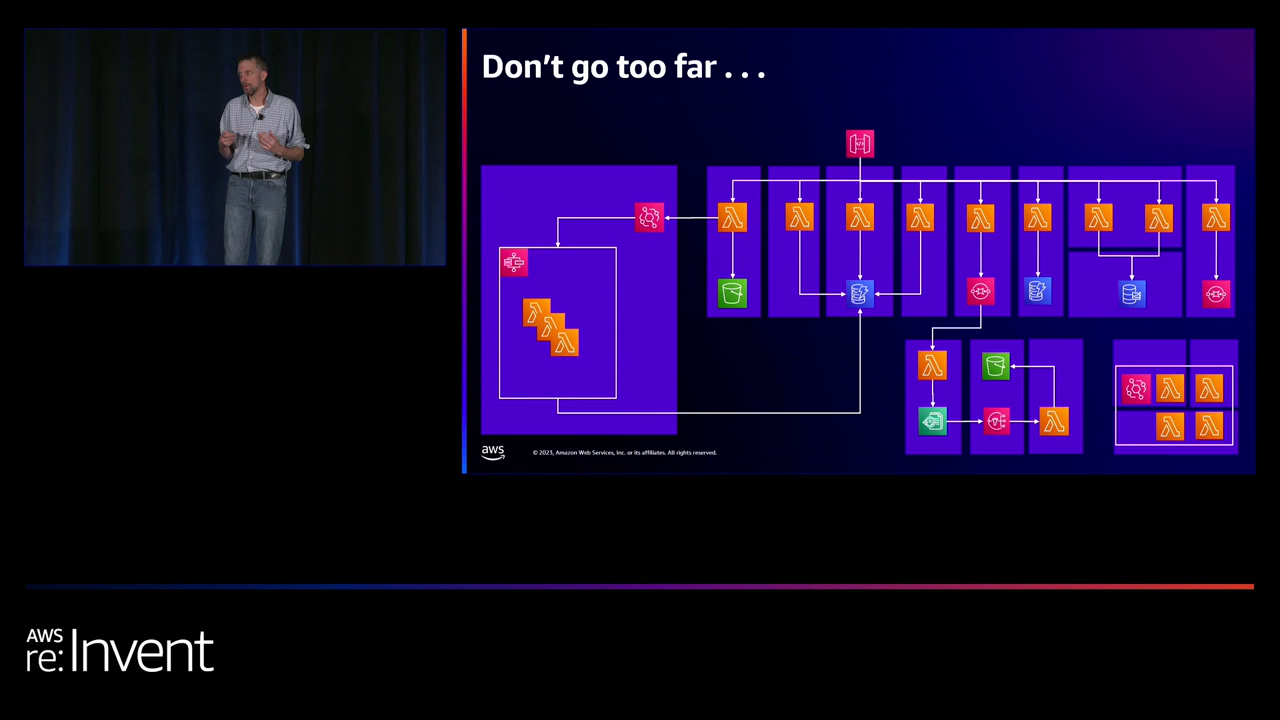 Don't go too far . . .
aws
© 2023, Amazon Web Services, Inc. or its affiliates. All rights reserved.
AWS
re:Invent